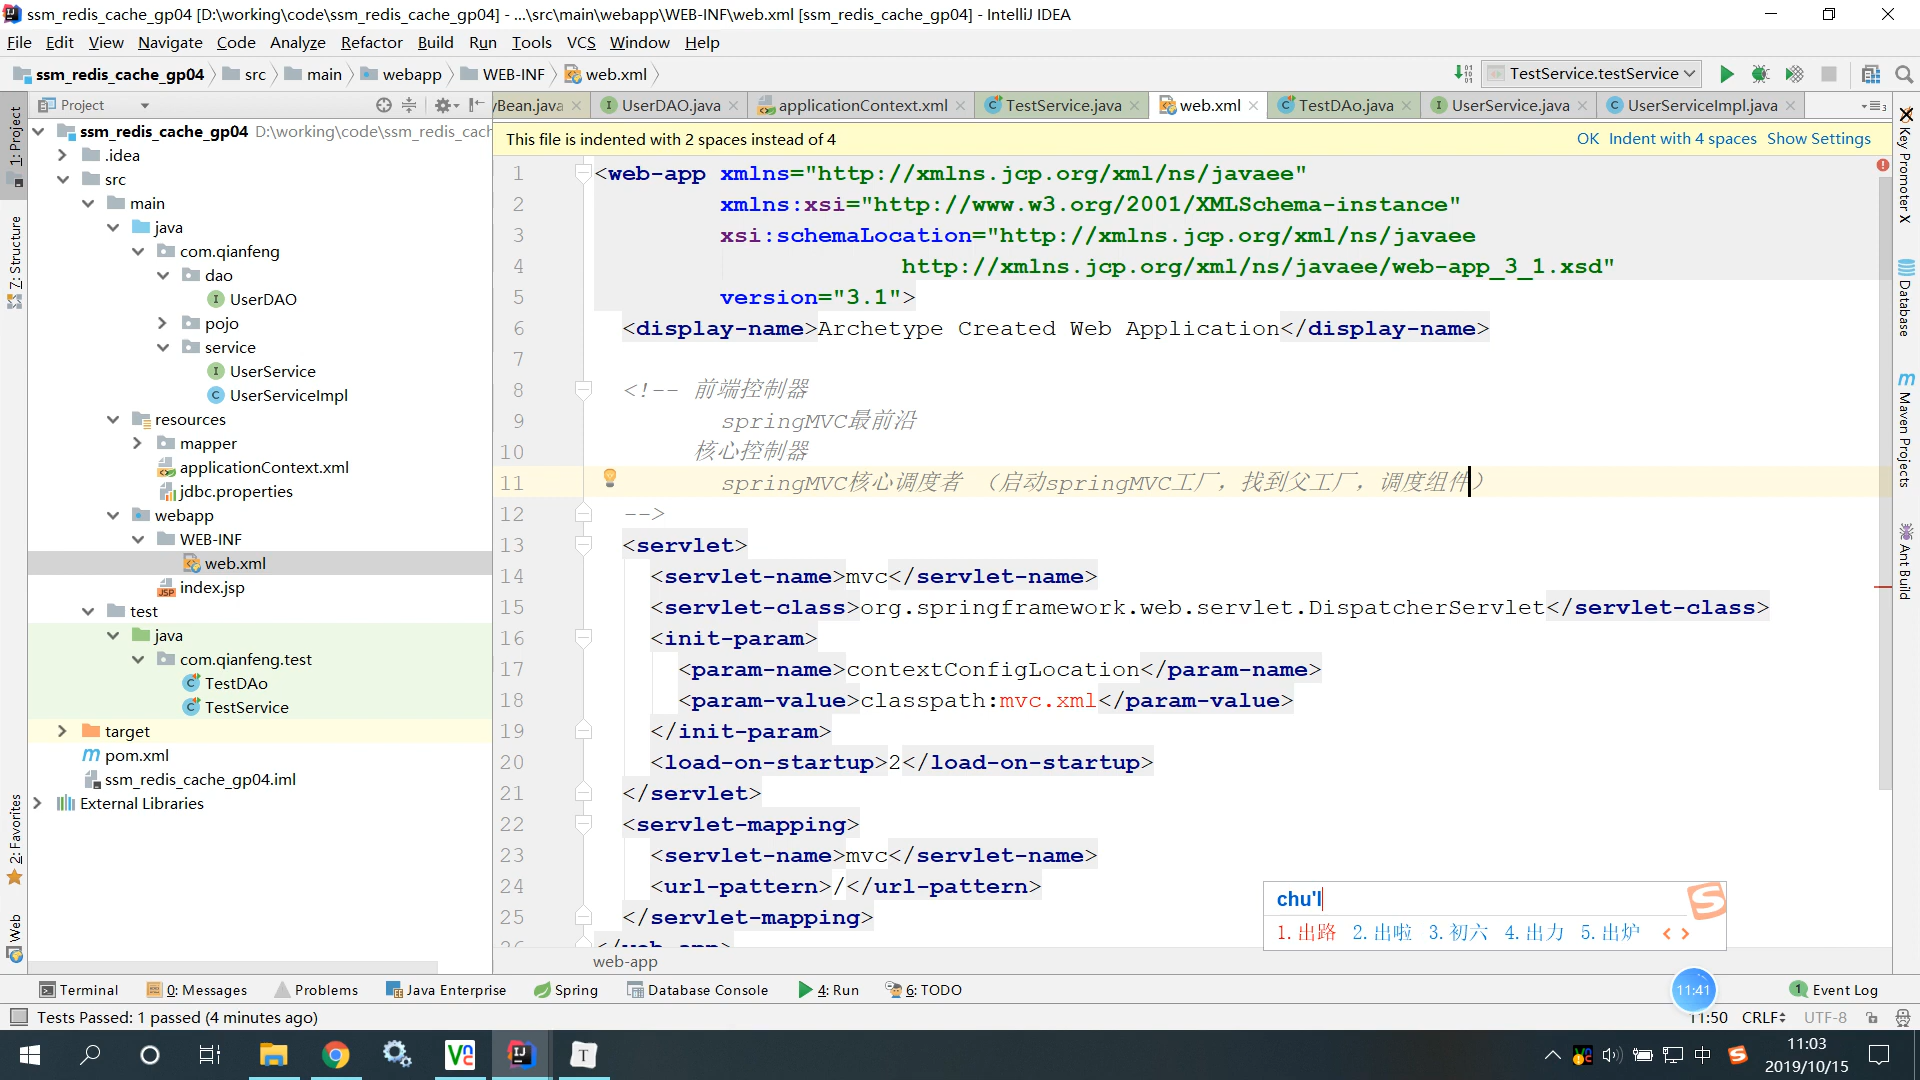 ssm_redis_cache_gp04 [D:\working\code\ssm_redis_cache_gp04] - ...\src\main\webapp\WEB-INF\web.xml [ssm_redis_cache_gp04] - IntelliJ IDEA
File Edit View Navigate Code Analyze Refactor Build Run Tools VCS Window Help
ssm_redis_cache_gp04 src main webapp WEB-INF web.xml TestService.testService
Project yBean.java UserDAO.java applicationContext.xml TestService.java web.xml TestDAo.java UserService.java UserServiceImpl.java
This file is indented with 2 spaces instead of 4 OK Indent with 4 spaces Show Settings
1: Project
7: Structure
2: Favorites
Web
ssm_redis_cache_gp04 D:\working\code\ssm_redis_cach
.idea
src
main
java
com.qianfeng
dao
UserDAO
pojo
service
UserService
UserServiceImpl
resources
mapper
applicationContext.xml
jdbc.properties
webapp
WEB-INF
web.xml
index.jsp
test
java
com.qianfeng.test
TestDAo
TestService
target
pom.xml
ssm_redis_cache_gp04.iml
External Libraries
1 <web-app xmlns="http://xmlns.jcp.org/xml/ns/javaee"
2 xmlns:xsi="http://www.w3.org/2001/XMLSchema-instance"
3 xsi:schemaLocation="http://xmlns.jcp.org/xml/ns/javaee
4 http://xmlns.jcp.org/xml/ns/javaee/web-app_3_1.xsd"
5 version="3.1">
6 <display-name>Archetype Created Web Application</display-name>
7
8 <!-- 前端控制器
9 springMVC最前沿
10 核心控制器
11 springMVC核心调度者 （启动springMVC工厂，找到父工厂，调度组件）
12 -->
13 <servlet>
14 <servlet-name>mvc</servlet-name>
15 <servlet-class>org.springframework.web.servlet.DispatcherServlet</servlet-class>
16 <init-param>
17 <param-name>contextConfigLocation</param-name>
18 <param-value>classpath:mvc.xml</param-value>
19 </init-param>
20 <load-on-startup>2</load-on-startup>
21 </servlet>
22 <servlet-mapping>
23 <servlet-name>mvc</servlet-name>
24 <url-pattern>/</url-pattern>
25 </servlet-mapping>
26 </web-app>
web-app
chu'l
1.出路 2.出啦 3.初六 4.出力 5.出炉 < >
Key Promoter X
Database
Maven Projects
Ant Build
Terminal 0: Messages Problems Java Enterprise Spring Database Console 4: Run 6: TODO 11:41 1 Event Log
Tests Passed: 1 passed (4 minutes ago) 11:50 CRLF UTF-8
中 11:03
2019/10/15